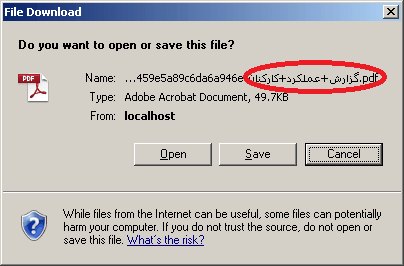 File Download
Do you want to open or save this file?
PDF
Name: ...459e5a89c6da6a946e گزارش+عملکرد+کارکنان.pdf
Type: Adobe Acrobat Document, 49.7KB
From: localhost
Open
Save
Cancel
While files from the Internet can be useful, some files can potentially
harm your computer. If you do not trust the source, do not open or
save this file. What's the risk?